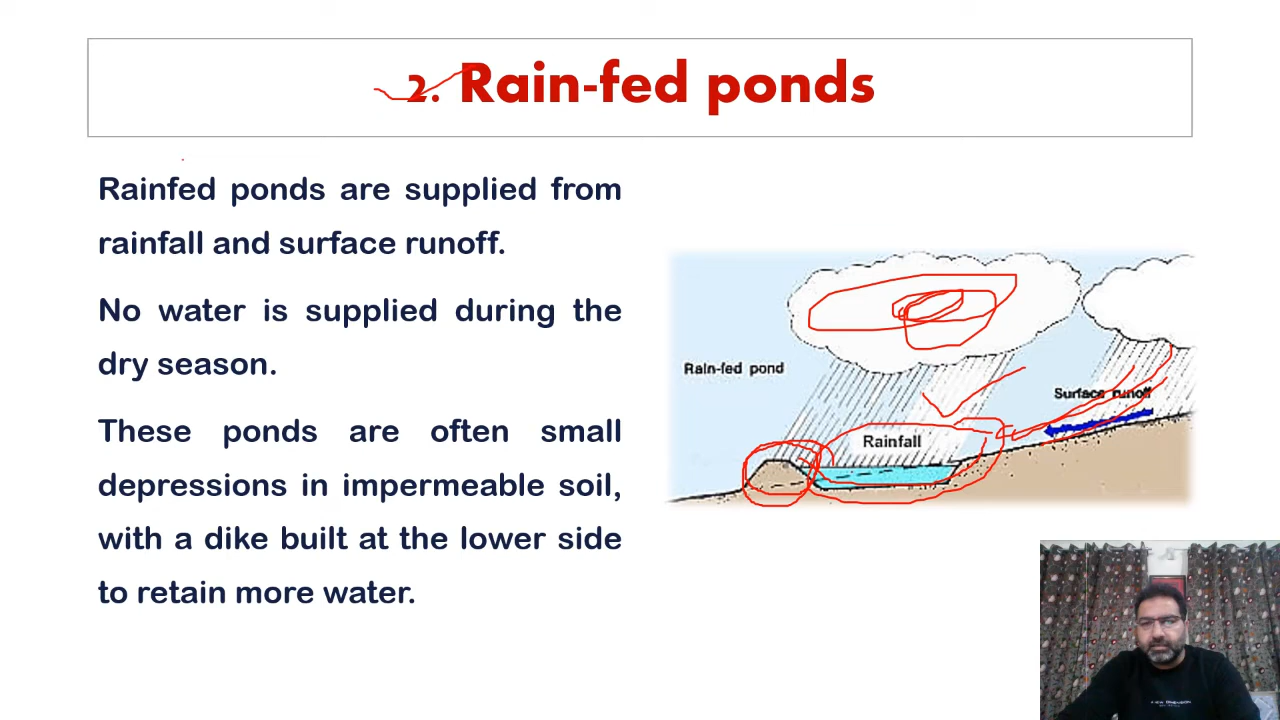 2. Rain-fed ponds
Rainfed ponds are supplied from
rainfall and surface runoff.
No water is supplied during the
dry season.
These ponds are often small
depressions in impermeable soil,
with a dike built at the lower side
to retain more water.
Rain-fed pond
Surface runoff
Rainfall